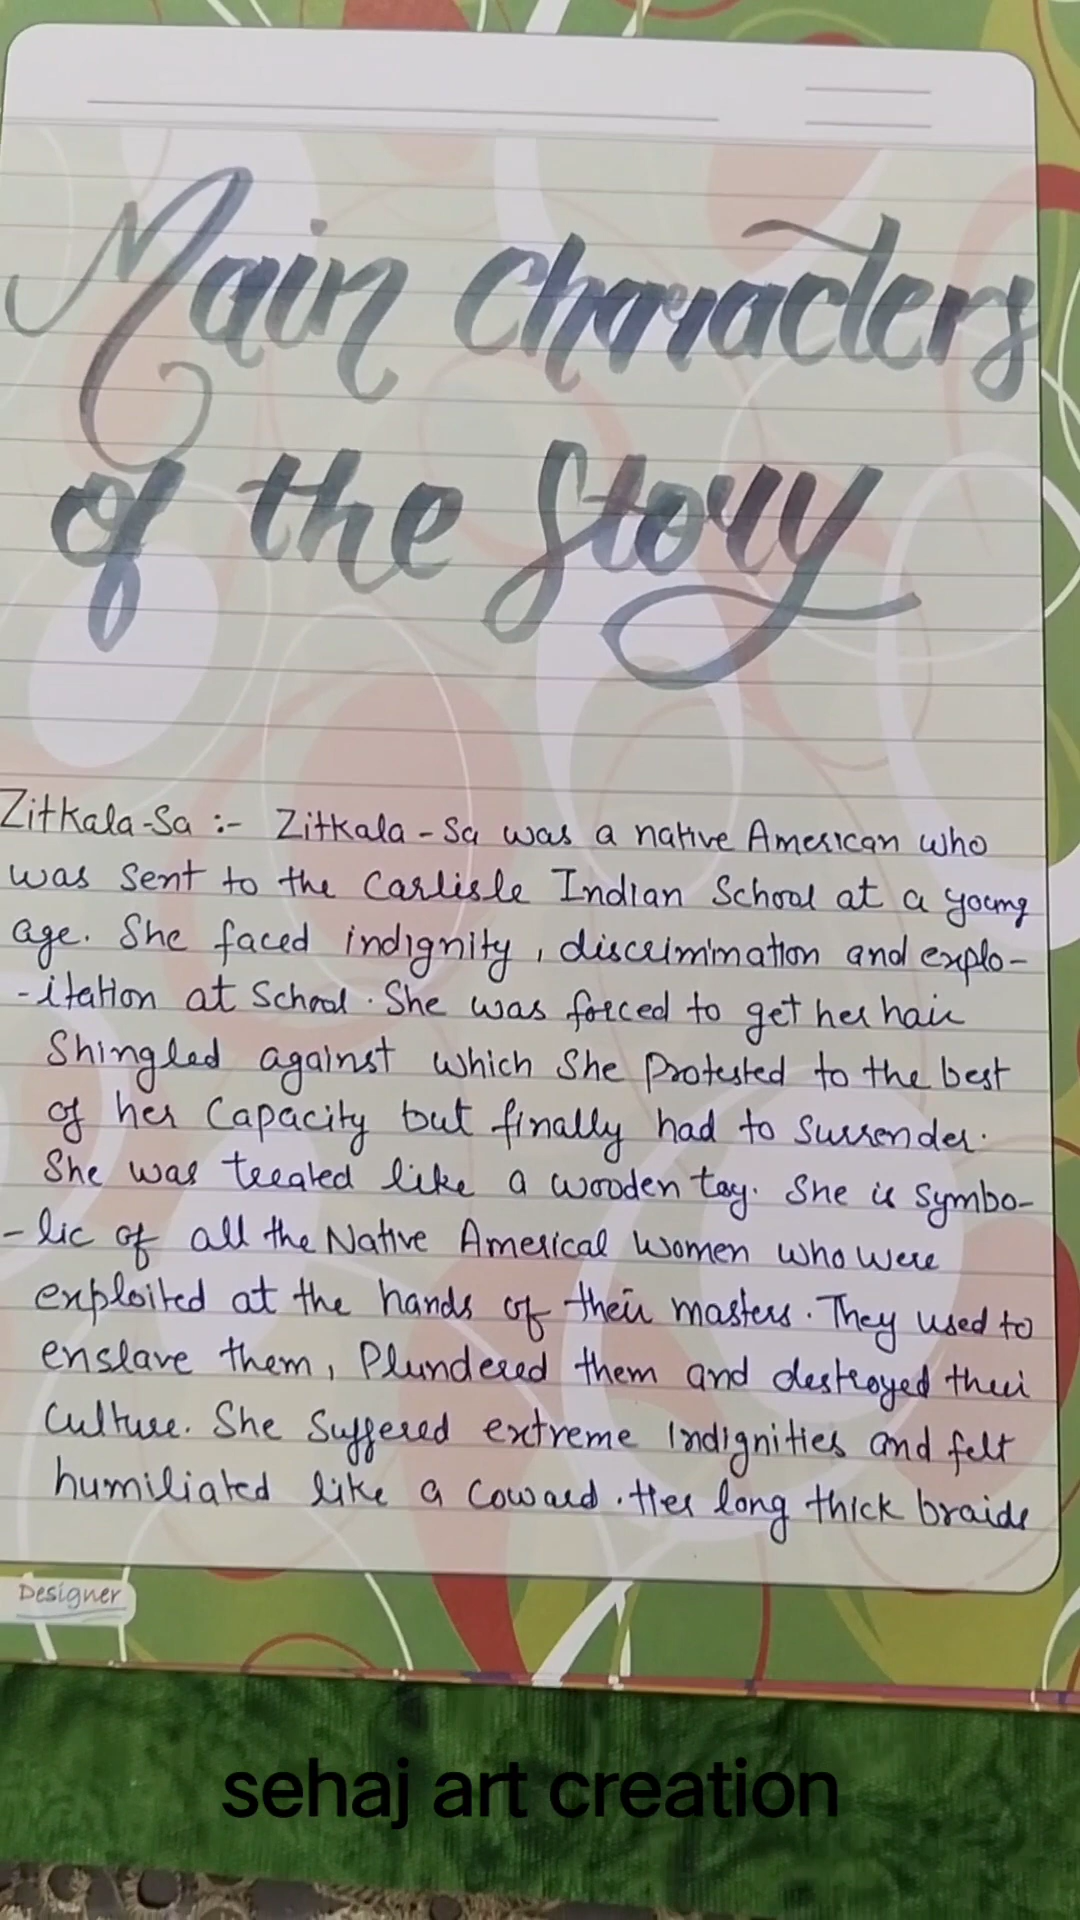 Main Characters
of the Story
Zitkala-Sa :- Zitkala-Sa was a native American who
was sent to the Carlisle Indian School at a young
age. She faced indignity, discrimination and explo-
-itation at School. She was forced to get her hair
Shingled against which She Protested to the best
of her Capacity but finally had to Surrender.
She was treated like a wooden toy. She is Symbo-
-lic of all the Native Americal Women who were
exploited at the hands of their masters. They used to
enslave them, Plundered them and destroyed their
Culture. She Suffered extreme Indignities and felt
humiliated like a Coward. Her long thick braids
Designer
sehaj art creation